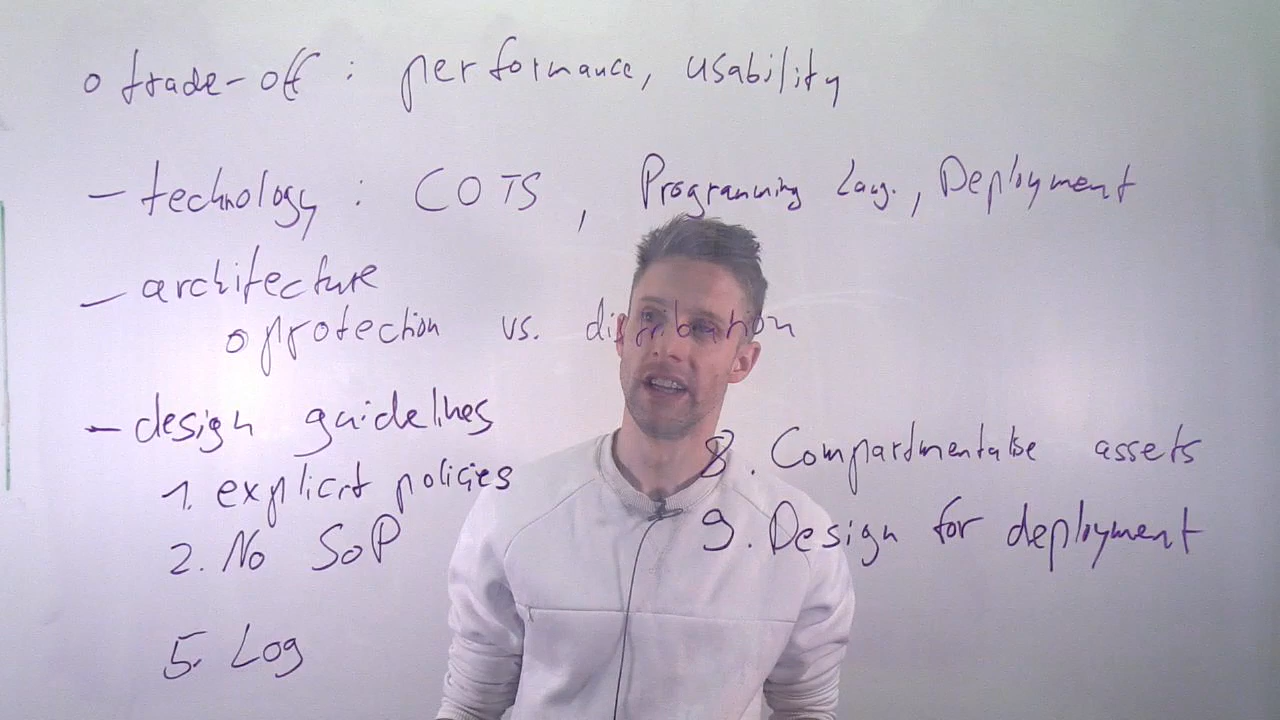 o trade-off : performance, usability
- technology : COTS , Programming Lang. , Deployment
- architecture
o protection vs. distribution
- design guidelines
1. explicit policies
2. No SoP
5. Log
8. Compartmentalise assets
9. Design for deployment